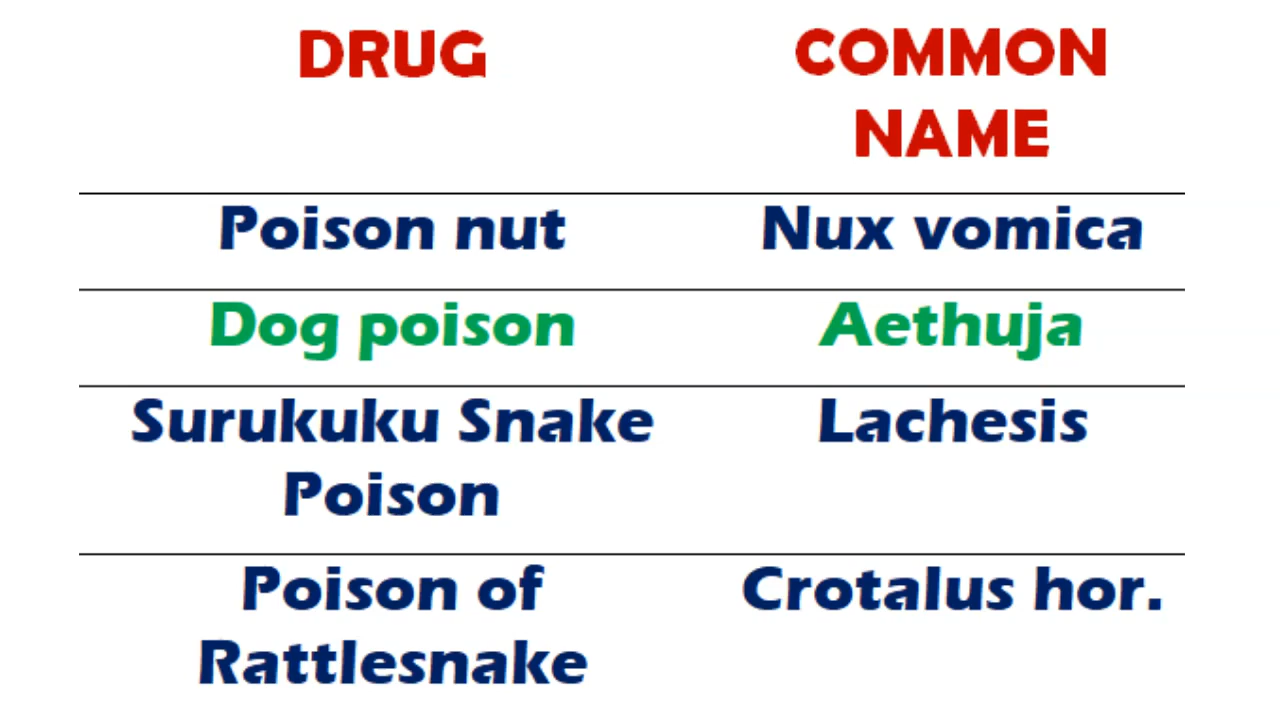 DRUG
COMMON
NAME
Poison nut
Nux vomica
Dog poison
Aethuja
Surukuku Snake
Poison
Lachesis
Poison of
Rattlesnake
Crotalus hor.